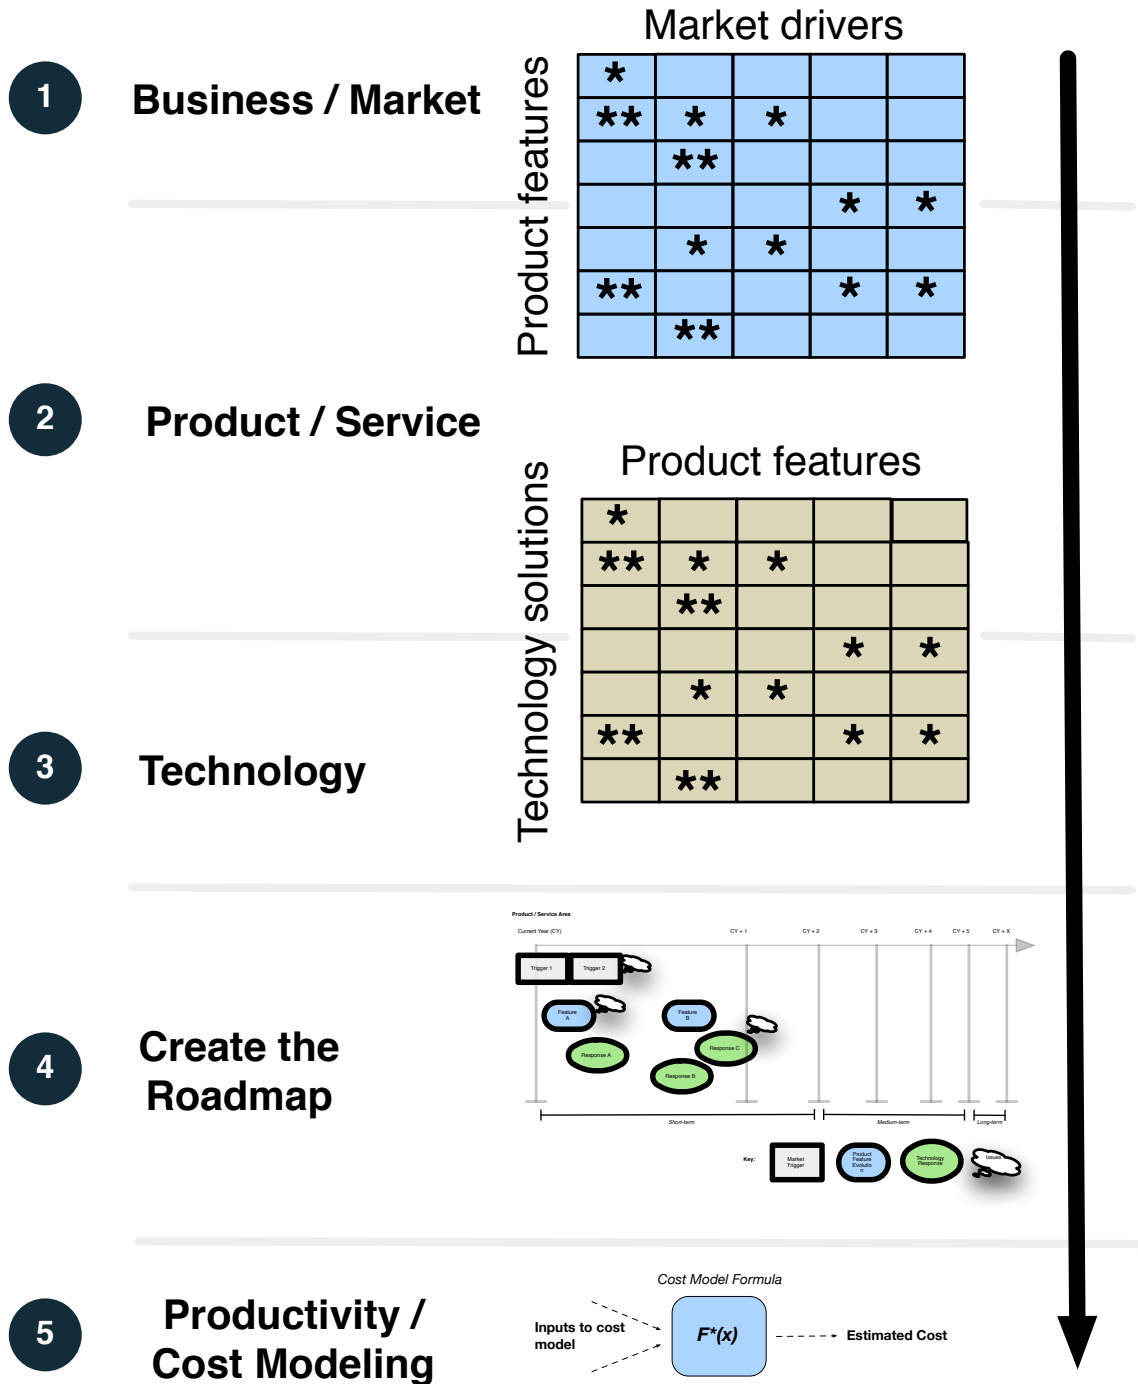 Market drivers
1
Business / Market
Product features
*
** * *
**
* *
* *
** * *
**
2
Product / Service
Product features
Technology solutions
*
** * *
**
* *
* *
** * *
**
3
Technology
Product / Service Area
Current Year (CY) CY + 1 CY + 2 CY + 3 CY + 4 CY + 5 CY + X
Trigger 1 Trigger 2
Feature
A
Feature
B
Response A
Response C
Response B
4
Create the
Roadmap
Short-term Medium-term Long-term
Key:
Market
Trigger
Product
Feature
Evolutio
n
Technology
Response
Issues
5
Productivity /
Cost Modeling
Cost Model Formula
Inputs to cost
model
F*(x)
Estimated Cost